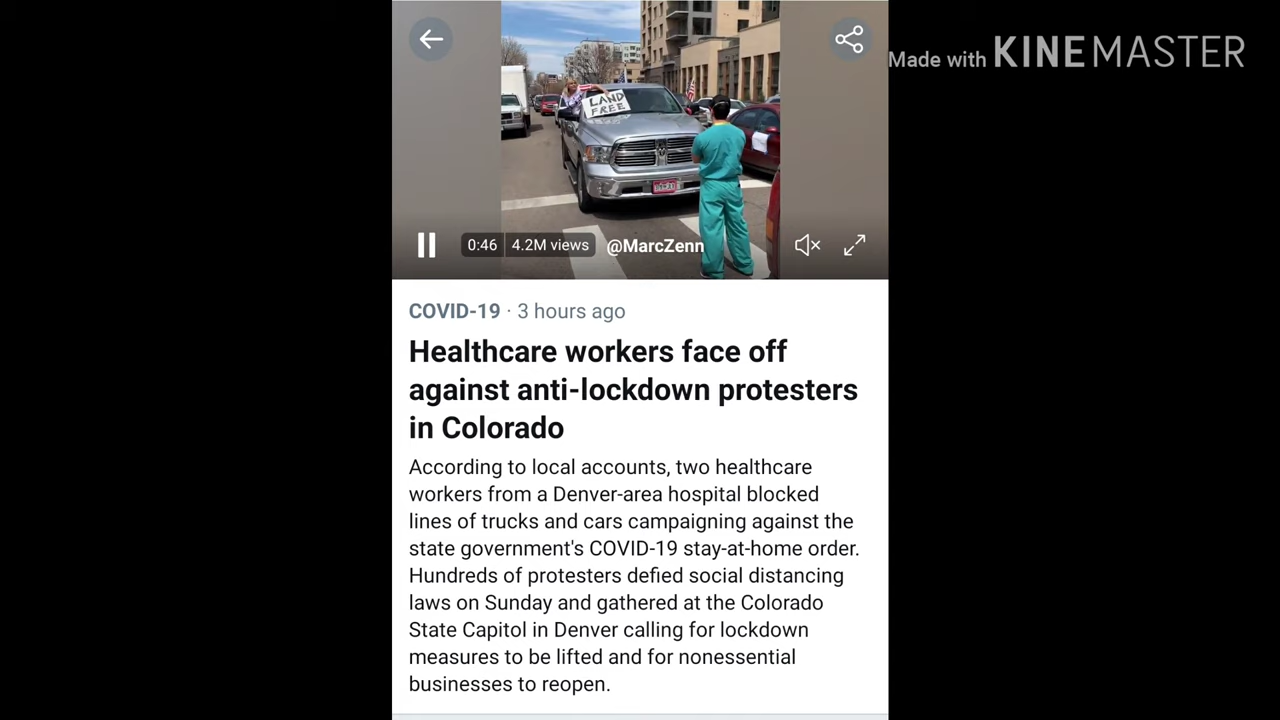 Made with KINEMASTER
LAND
FREE
0:46 4.2M views @MarcZenn
COVID-19 · 3 hours ago
Healthcare workers face off
against anti-lockdown protesters
in Colorado
According to local accounts, two healthcare
workers from a Denver-area hospital blocked
lines of trucks and cars campaigning against the
state government's COVID-19 stay-at-home order.
Hundreds of protesters defied social distancing
laws on Sunday and gathered at the Colorado
State Capitol in Denver calling for lockdown
measures to be lifted and for nonessential
businesses to reopen.